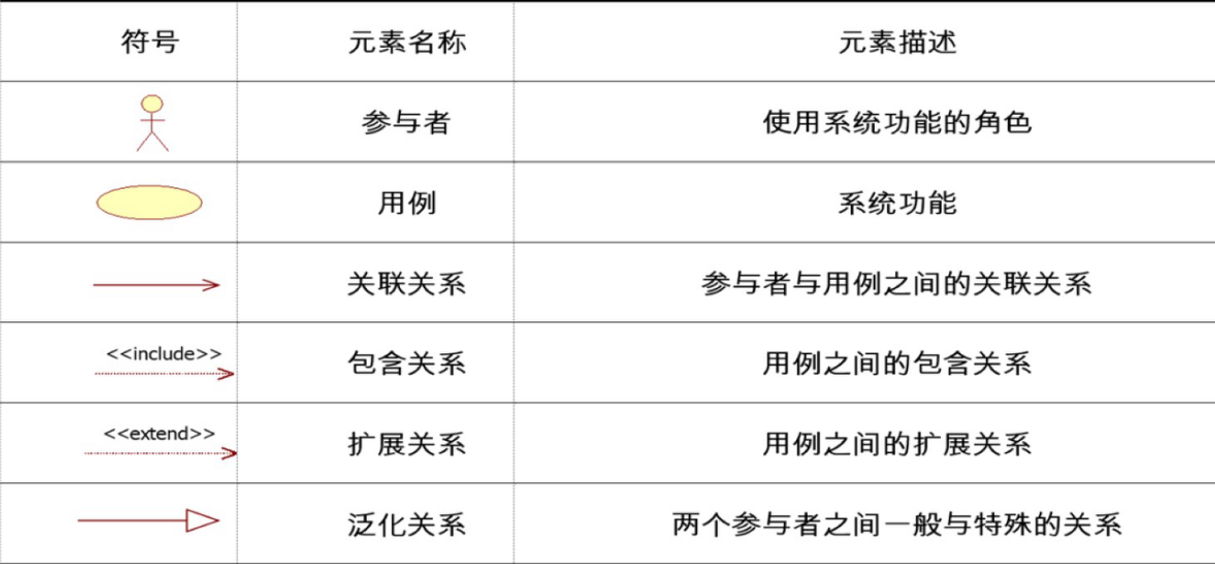 符号 元素名称 元素描述
参与者 使用系统功能的角色
用例 系统功能
关联关系 参与者与用例之间的关联关系
<<include>> 包含关系 用例之间的包含关系
<<extend>> 扩展关系 用例之间的扩展关系
泛化关系 两个参与者之间一般与特殊的关系